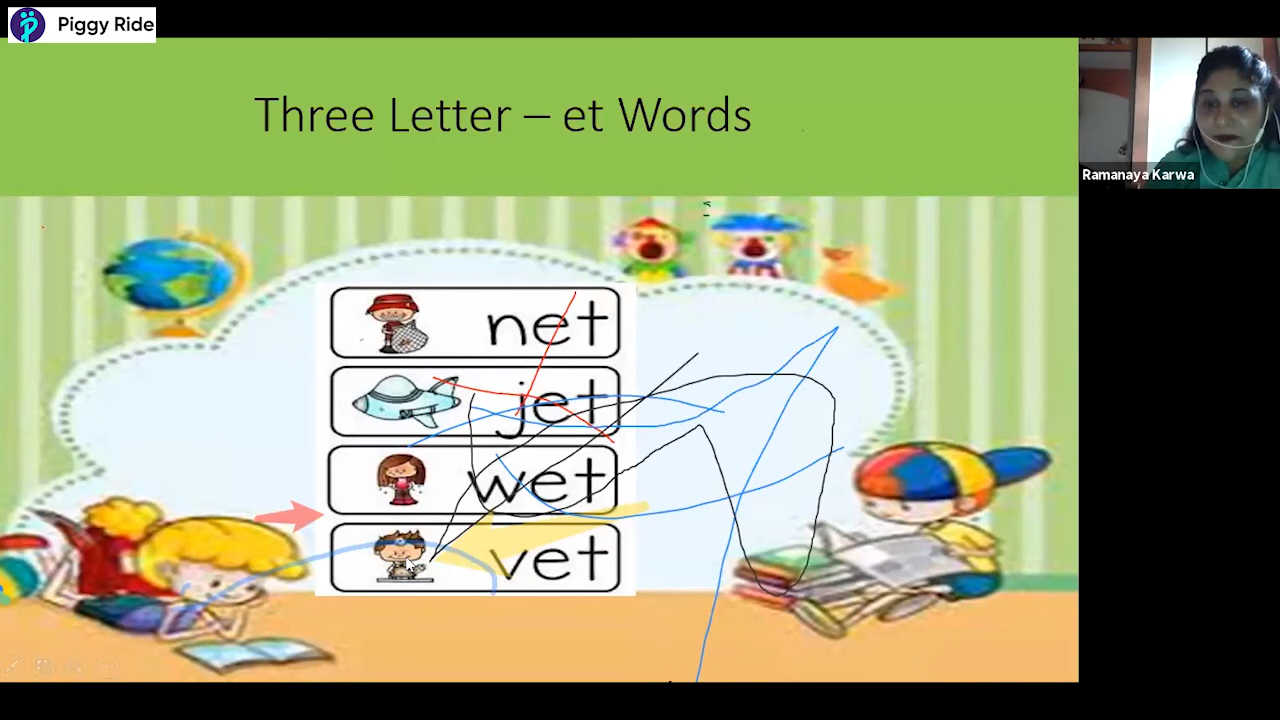 Piggy Ride
Three Letter – et Words
Ramanaya Karwa
net
jet
wet
vet